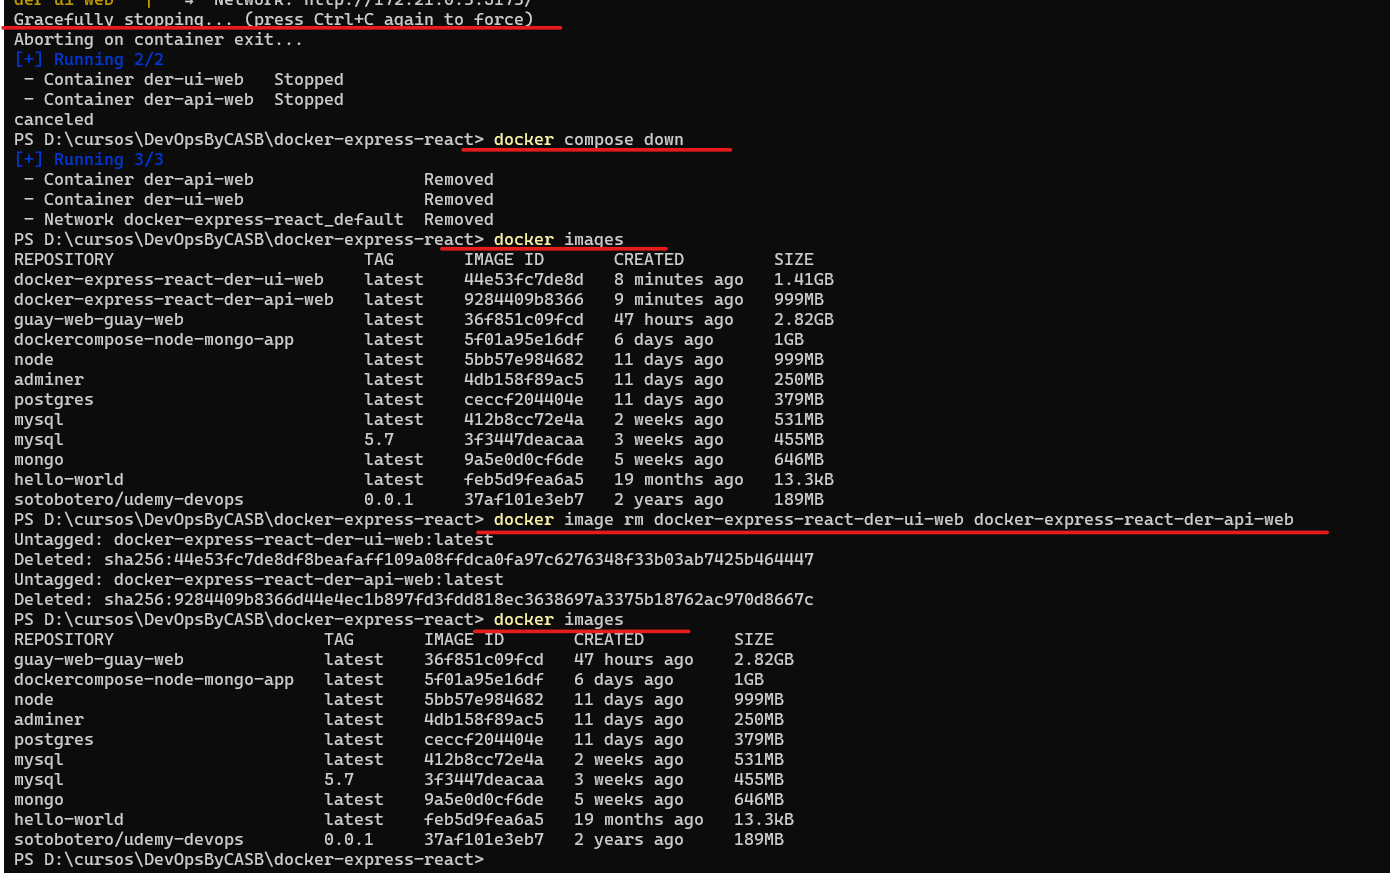 der-ui-web | → Network: http://172.21.0.3:5173/
Gracefully stopping... (press Ctrl+C again to force)
Aborting on container exit...
[+] Running 2/2
- Container der-ui-web Stopped
- Container der-api-web Stopped
canceled
PS D:\cursos\DevOpsByCASB\docker-express-react> docker compose down
[+] Running 3/3
- Container der-api-web Removed
- Container der-ui-web Removed
- Network docker-express-react_default Removed
PS D:\cursos\DevOpsByCASB\docker-express-react> docker images
REPOSITORY TAG IMAGE ID CREATED SIZE
docker-express-react-der-ui-web latest 44e53fc7de8d 8 minutes ago 1.41GB
docker-express-react-der-api-web latest 9284409b8366 9 minutes ago 999MB
guay-web-guay-web latest 36f851c09fcd 47 hours ago 2.82GB
dockercompose-node-mongo-app latest 5f01a95e16df 6 days ago 1GB
node latest 5bb57e984682 11 days ago 999MB
adminer latest 4db158f89ac5 11 days ago 250MB
postgres latest ceccf204404e 11 days ago 379MB
mysql latest 412b8cc72e4a 2 weeks ago 531MB
mysql 5.7 3f3447deacaa 3 weeks ago 455MB
mongo latest 9a5e0d0cf6de 5 weeks ago 646MB
hello-world latest feb5d9fea6a5 19 months ago 13.3kB
sotobotero/udemy-devops 0.0.1 37af101e3eb7 2 years ago 189MB
PS D:\cursos\DevOpsByCASB\docker-express-react> docker image rm docker-express-react-der-ui-web docker-express-react-der-api-web
Untagged: docker-express-react-der-ui-web:latest
Deleted: sha256:44e53fc7de8df8beafaff109a08ffdca0fa97c6276348f33b03ab7425b464447
Untagged: docker-express-react-der-api-web:latest
Deleted: sha256:9284409b8366d44e4ec1b897fd3fdd818ec3638697a3375b18762ac970d8667c
PS D:\cursos\DevOpsByCASB\docker-express-react> docker images
REPOSITORY TAG IMAGE ID CREATED SIZE
guay-web-guay-web latest 36f851c09fcd 47 hours ago 2.82GB
dockercompose-node-mongo-app latest 5f01a95e16df 6 days ago 1GB
node latest 5bb57e984682 11 days ago 999MB
adminer latest 4db158f89ac5 11 days ago 250MB
postgres latest ceccf204404e 11 days ago 379MB
mysql latest 412b8cc72e4a 2 weeks ago 531MB
mysql 5.7 3f3447deacaa 3 weeks ago 455MB
mongo latest 9a5e0d0cf6de 5 weeks ago 646MB
hello-world latest feb5d9fea6a5 19 months ago 13.3kB
sotobotero/udemy-devops 0.0.1 37af101e3eb7 2 years ago 189MB
PS D:\cursos\DevOpsByCASB\docker-express-react>